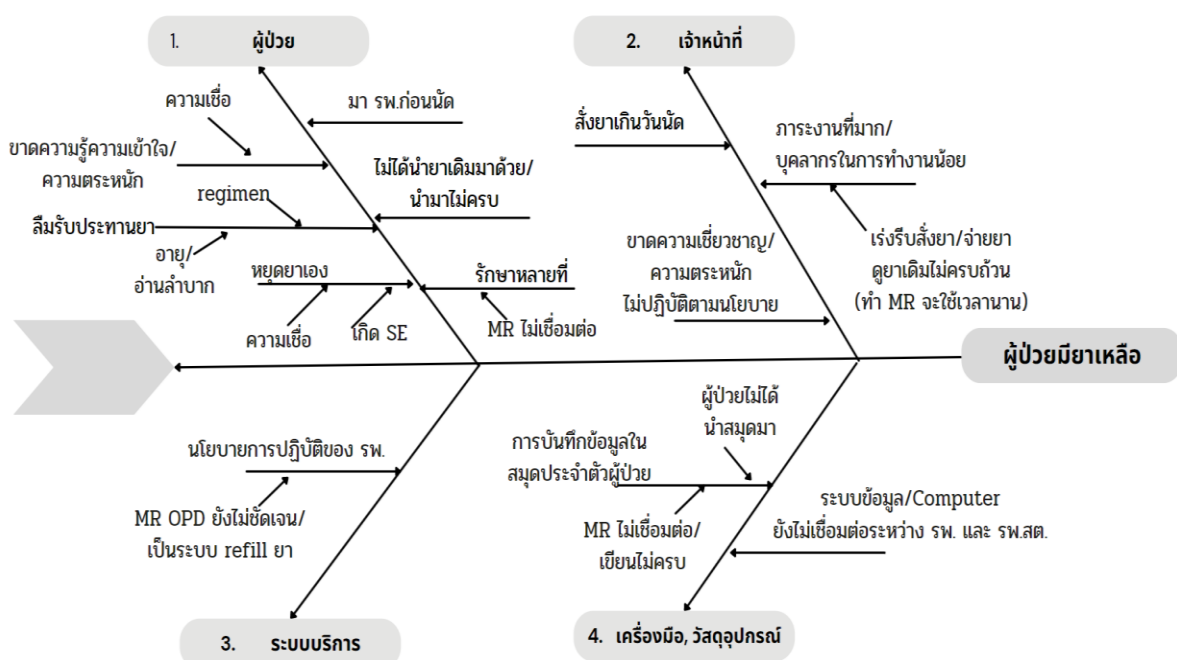 1. ผู้ป่วย
ความเชื่อ
มา รพ.ก่อนนัด
ขาดความรู้ความเข้าใจ/
ความตระหนัก
ไม่ได้นำยาเดิมมาด้วย/
นำมาไม่ครบ
regimen
ลืมรับประทานยา
อายุ/
อ่านลำบาก
หยุดยาเอง
รักษาหลายที่
ความเชื่อ
เกิด SE
MR ไม่เชื่อมต่อ
2. เจ้าหน้าที่
สั่งยาเกินวันนัด
ภาระงานที่มาก/
บุคลากรในการทำงานน้อย
ขาดความเชี่ยวชาญ/
ความตระหนัก
ไม่ปฏิบัติตามนโยบาย
เร่งรีบสั่งยา/จ่ายยา
ดูยาเดิมไม่ครบถ้วน
(ทำ MR จะใช้เวลานาน)
ผู้ป่วยมียาเหลือ
นโยบายการปฏิบัติของ รพ.
MR OPD ยังไม่ชัดเจน/
เป็นระบบ refill ยา
3. ระบบบริการ
ผู้ป่วยไม่ได้
นำสมุดมา
การบันทึกข้อมูลใน
สมุดประจำตัวผู้ป่วย
MR ไม่เชื่อมต่อ/
เขียนไม่ครบ
ระบบข้อมูล/Computer
ยังไม่เชื่อมต่อระหว่าง รพ. และ รพ.สต.
4. เครื่องมือ, วัสดุอุปกรณ์